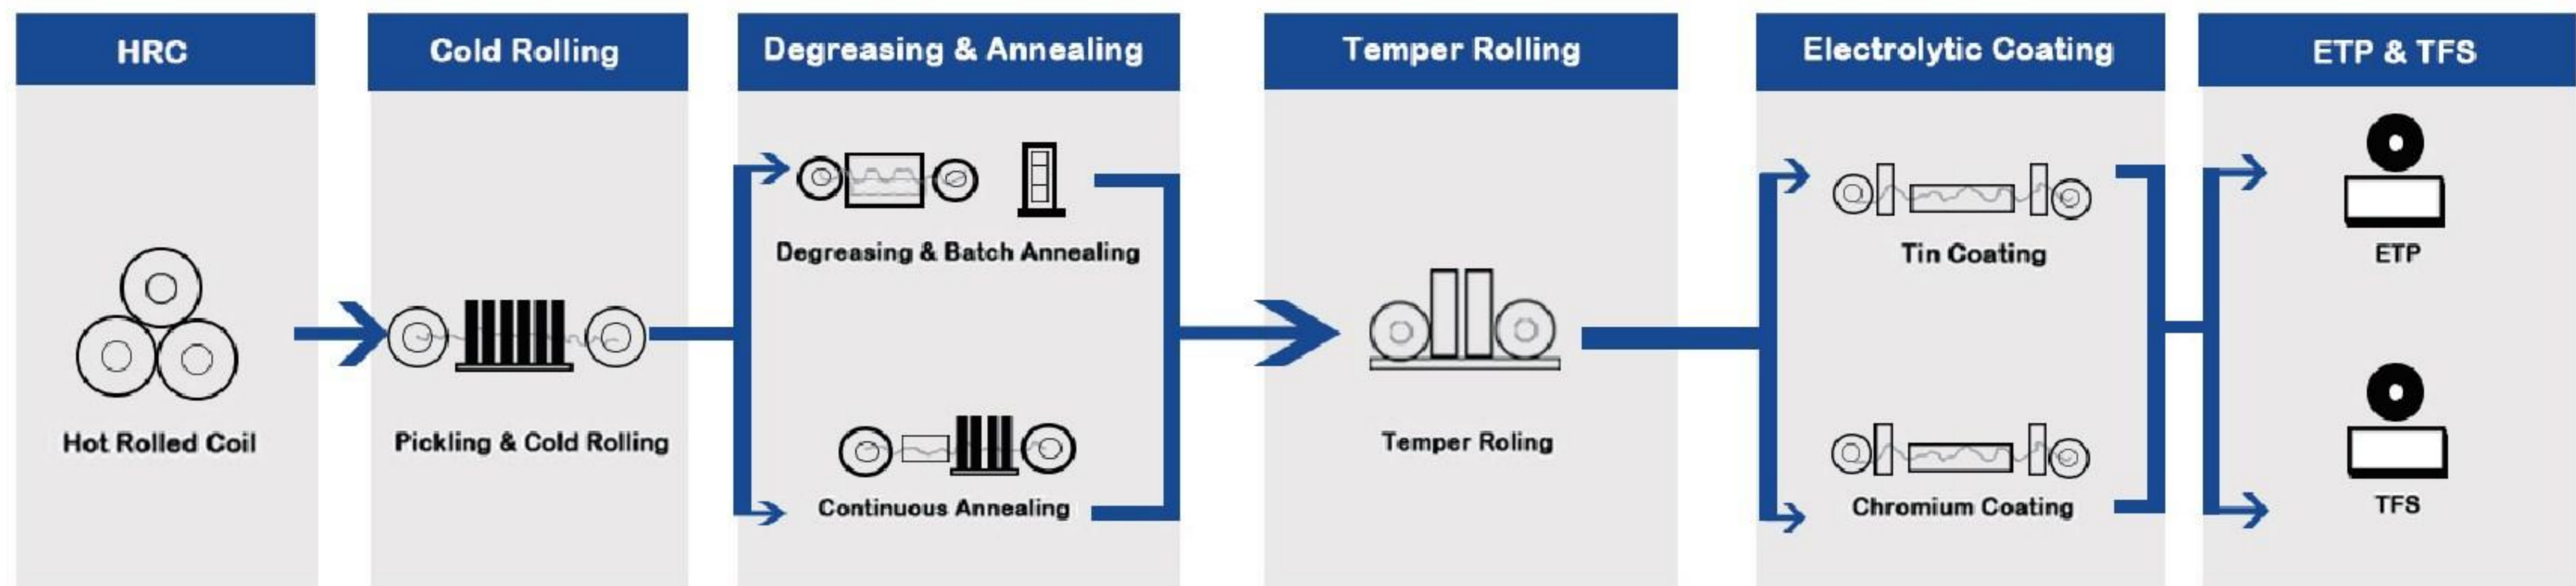 HRC
Cold Rolling
Degreasing & Annealing
Temper Rolling
Electrolytic Coating
ETP & TFS
Hot Rolled Coil
Pickling & Cold Rolling
Degreasing & Batch Annealing
Continuous Annealing
Temper Roling
Tin Coating
Chromium Coating
ETP
TFS